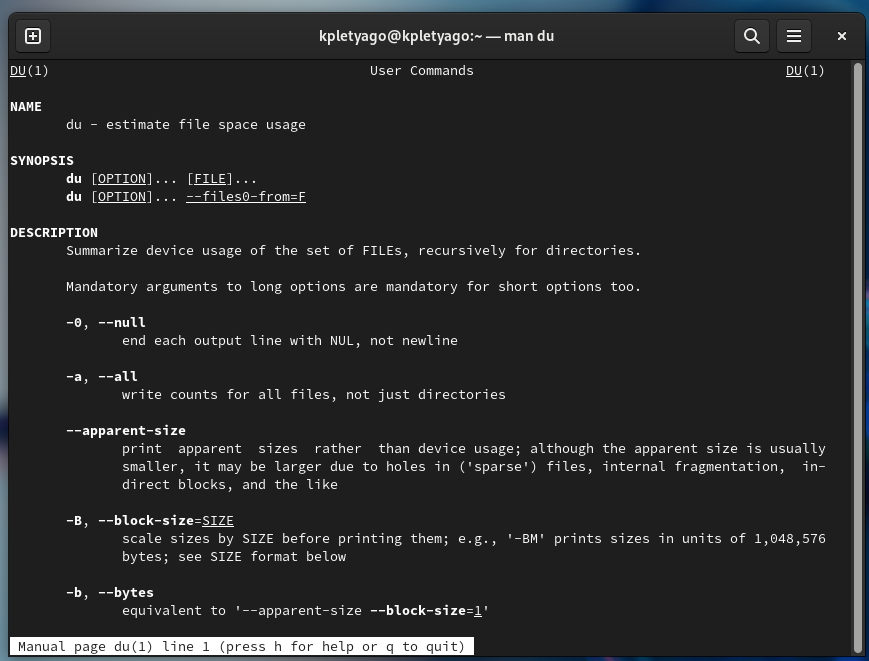 kpletyago@kpletyago:~ — man du
DU(1) User Commands DU(1)
NAME
du - estimate file space usage
SYNOPSIS
du [OPTION]... [FILE]...
du [OPTION]... --files0-from=F
DESCRIPTION
Summarize device usage of the set of FILEs, recursively for directories.
Mandatory arguments to long options are mandatory for short options too.
-0, --null
end each output line with NUL, not newline
-a, --all
write counts for all files, not just directories
--apparent-size
print apparent sizes rather than device usage; although the apparent size is usually
smaller, it may be larger due to holes in ('sparse') files, internal fragmentation, in-
direct blocks, and the like
-B, --block-size=SIZE
scale sizes by SIZE before printing them; e.g., '-BM' prints sizes in units of 1,048,576
bytes; see SIZE format below
-b, --bytes
equivalent to '--apparent-size --block-size=1'
Manual page du(1) line 1 (press h for help or q to quit)